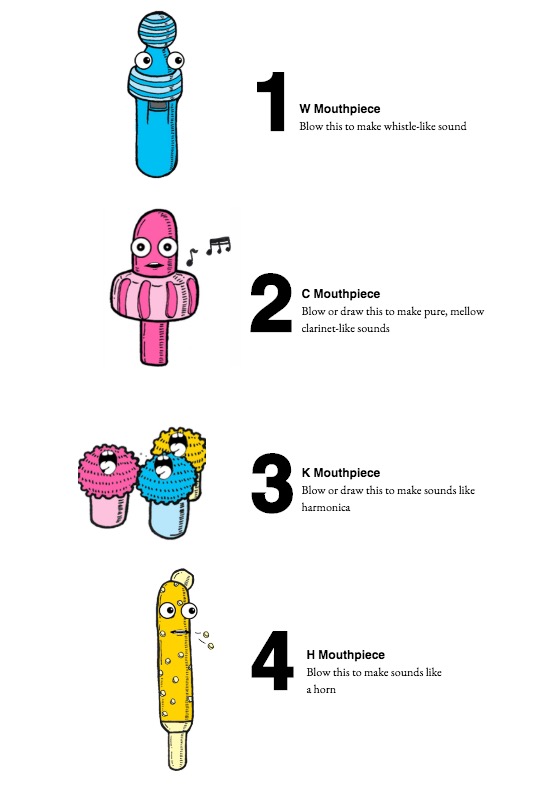 1
W Mouthpiece
Blow this to make whistle-like sound
2
C Mouthpiece
Blow or draw this to make pure, mellow
clarinet-like sounds
3
K Mouthpiece
Blow or draw this to make sounds like
harmonica
4
H Mouthpiece
Blow this to make sounds like
a horn